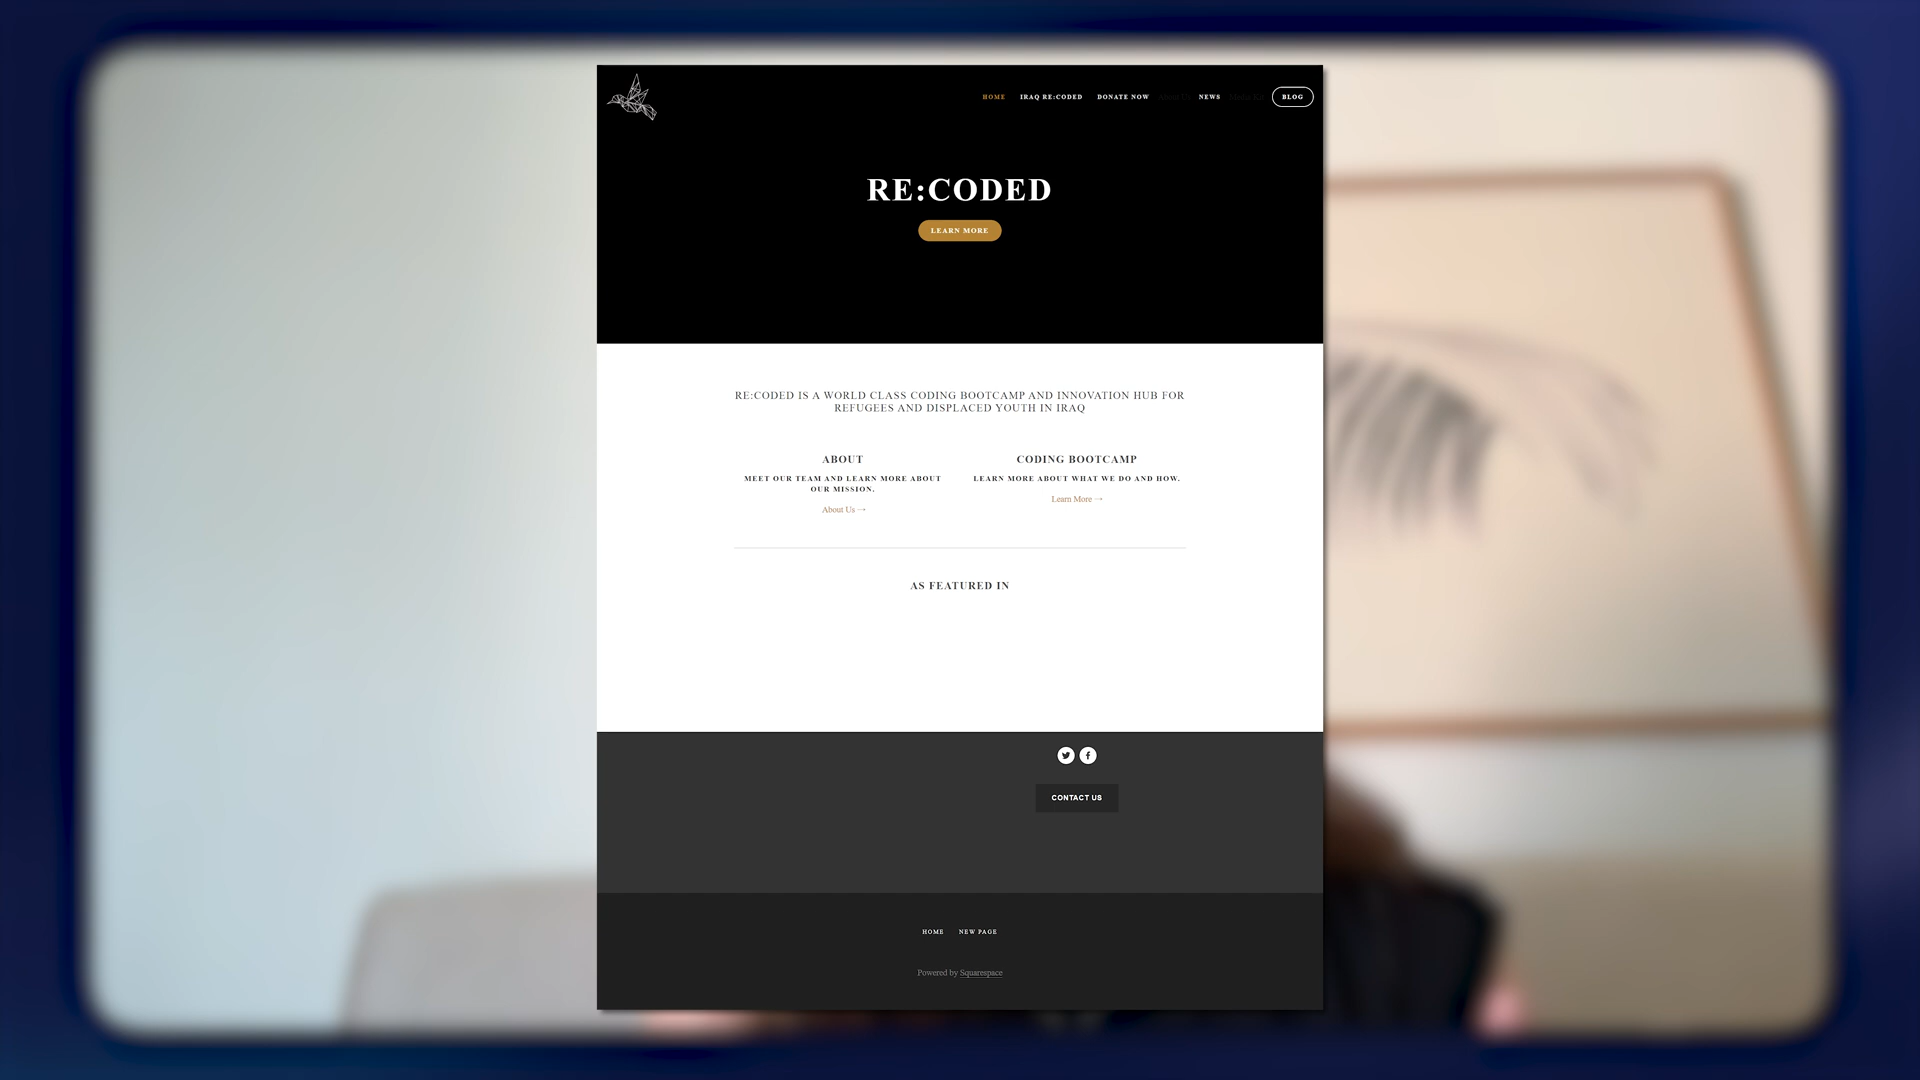 HOME IRAQ RE:CODED DONATE NOW About Us NEWS BLOG
RE:CODED
LEARN MORE
RE:CODED IS A WORLD CLASS CODING BOOTCAMP AND INNOVATION HUB FOR
REFUGEES AND DISPLACED YOUTH IN IRAQ
ABOUT
MEET OUR TEAM AND LEARN MORE ABOUT
OUR MISSION.
About Us →
CODING BOOTCAMP
LEARN MORE ABOUT WHAT WE DO AND HOW.
Learn More →
AS FEATURED IN
CONTACT US
HOME NEW PAGE
Powered by Squarespace